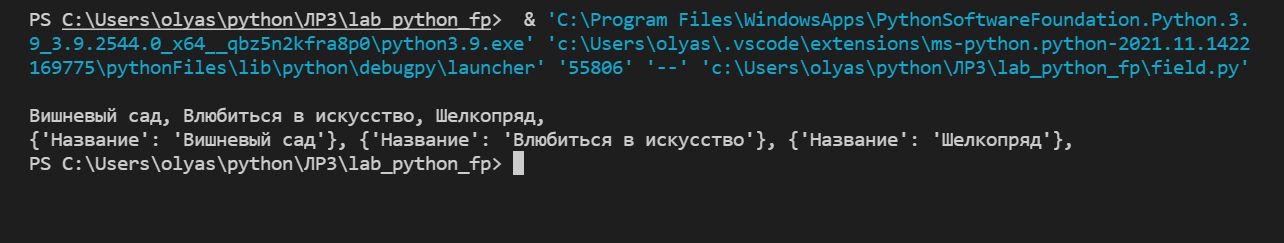 PS C:\Users\olyas\python\ЛР3\lab_python_fp>  & 'C:\Program Files\WindowsApps\PythonSoftwareFoundation.Python.3.
9_3.9.2544.0_x64__qbz5n2kfra8p0\python3.9.exe' 'c:\Users\olyas\.vscode\extensions\ms-python.python-2021.11.1422
169775\pythonFiles\lib\python\debugpy\launcher' '55806' '--' 'c:\Users\olyas\python\ЛР3\lab_python_fp\field.py'
Вишневый сад, Влюбиться в искусство, Шелкопряд,
{'Название': 'Вишневый сад'}, {'Название': 'Влюбиться в искусство'}, {'Название': 'Шелкопряд'},
PS C:\Users\olyas\python\ЛР3\lab_python_fp>